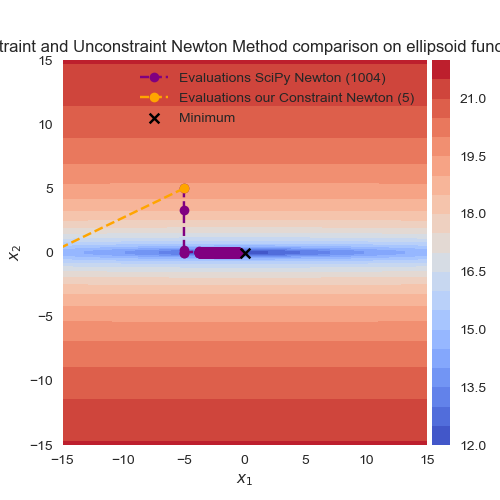 traint and Unconstraint Newton Method comparison on ellipsoid func
Evaluations SciPy Newton (1004)
Evaluations our Constraint Newton (5)
Minimum
15
10
5
0
−5
−10
−15
x₂
−15 −10 −5 0 5 10 15
x₁
21.0
19.5
18.0
16.5
15.0
13.5
12.0